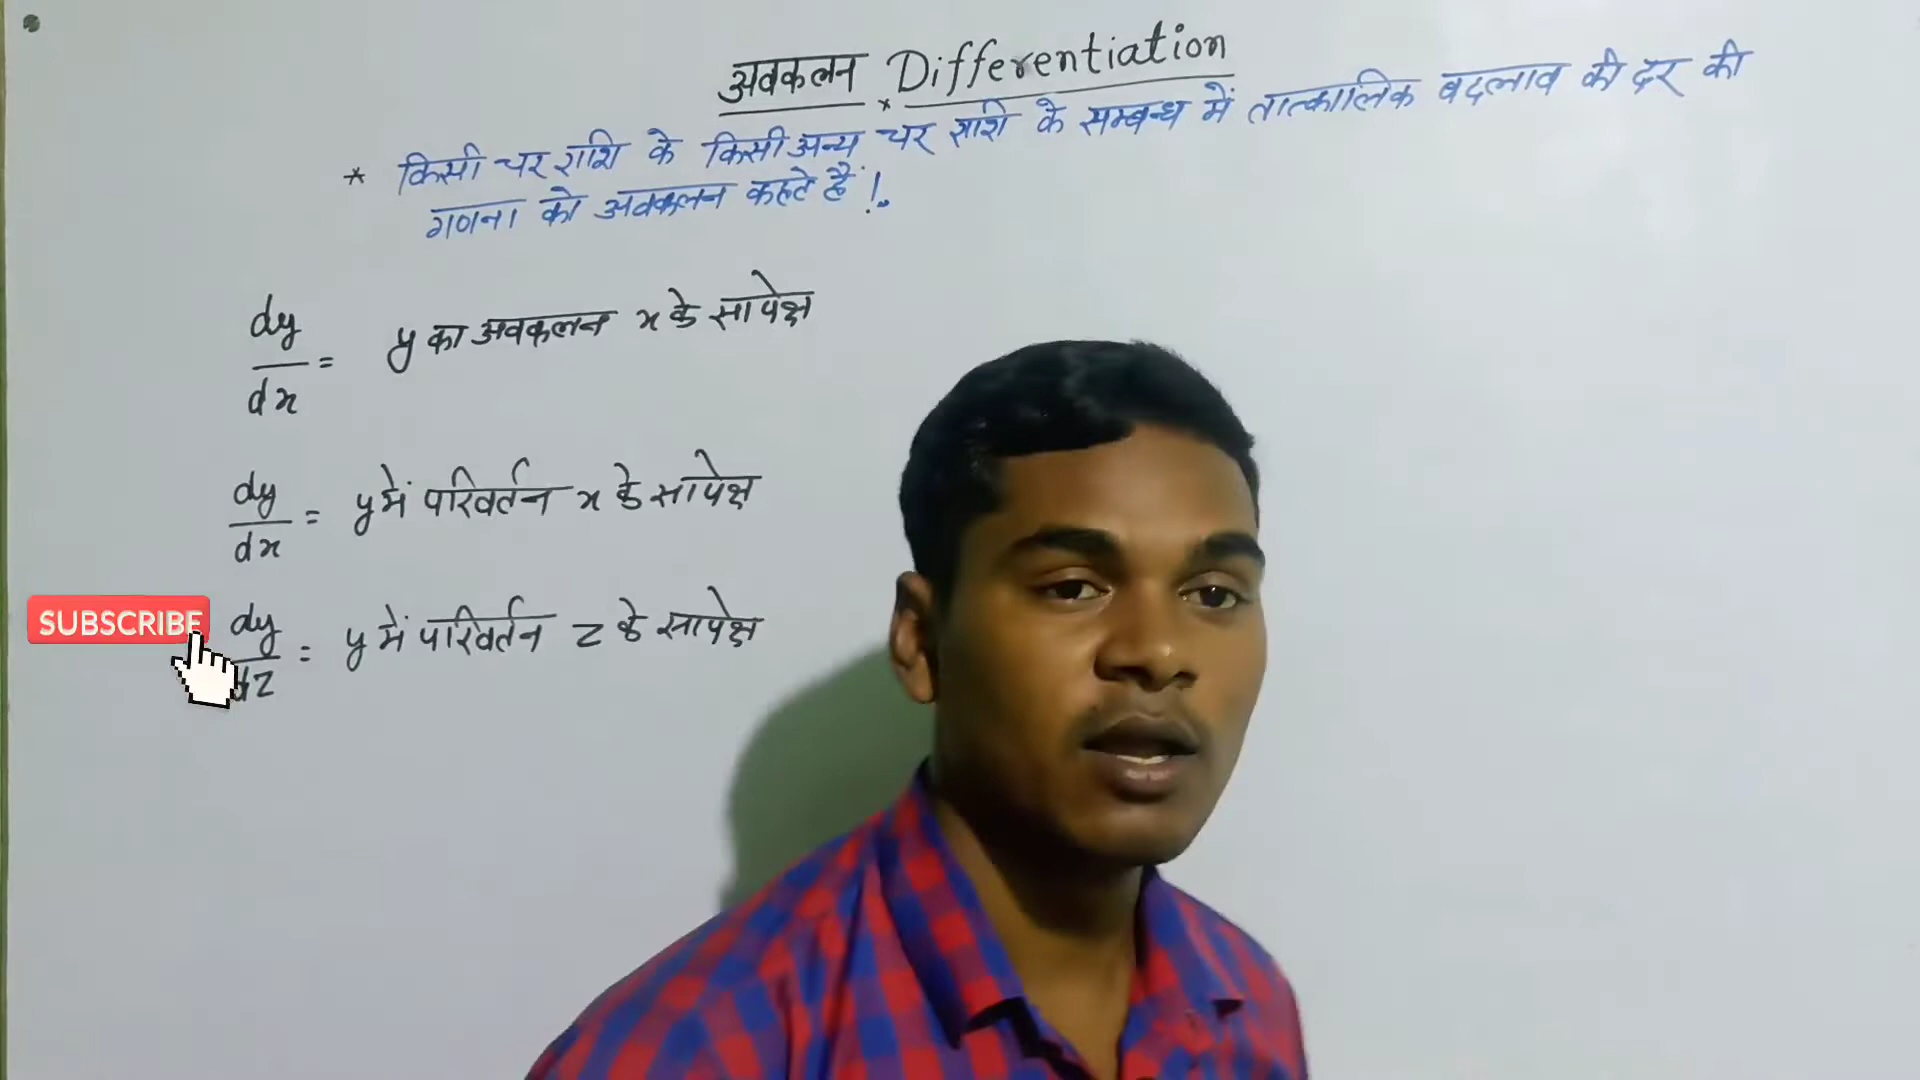 अवकलन Differentiation
* किसी चर राशि के किसी अन्य चर राशि के सम्बन्ध में तात्कालिक बदलाव की दर की
गणना को अवकलन कहते हैं।
dy/dx = y का अवकलन x के सापेक्ष
dy/dx = y में परिवर्तन x के सापेक्ष
SUBSCRIBE
dy/dz = y में परिवर्तन z के सापेक्ष